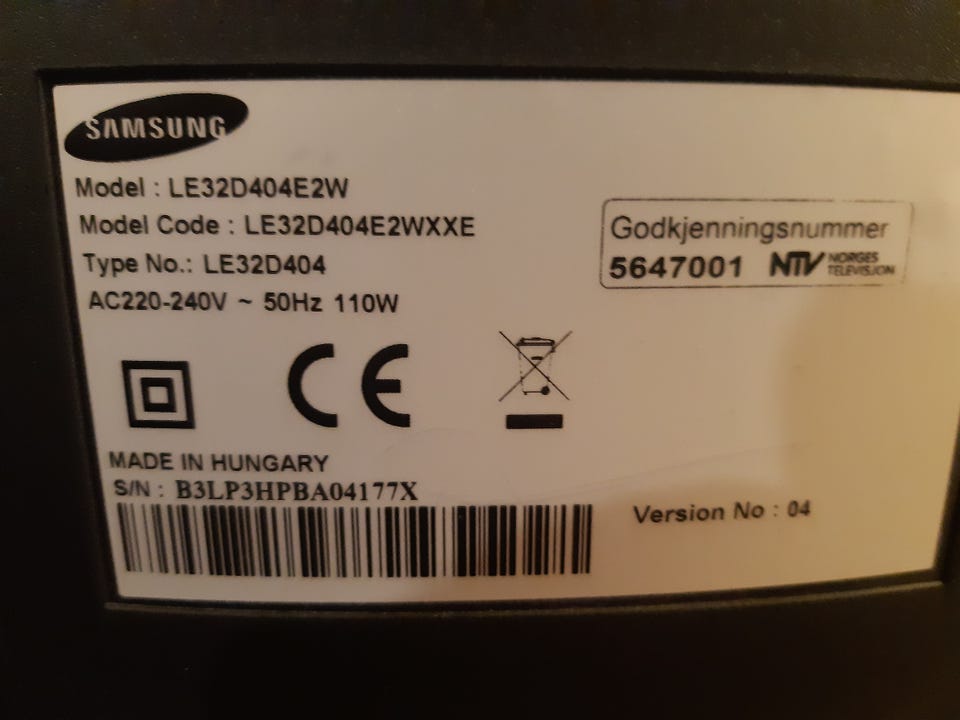 SAMSUNG
Model : LE32D404E2W
Model Code : LE32D404E2WXXE
Type No.: LE32D404
AC220-240V ~ 50Hz 110W
Godkjenningsnummer
5647001 NTV NORGES
TELEVISJON
CE
MADE IN HUNGARY
S/N : B3LP3HPBA04177X
Version No : 04